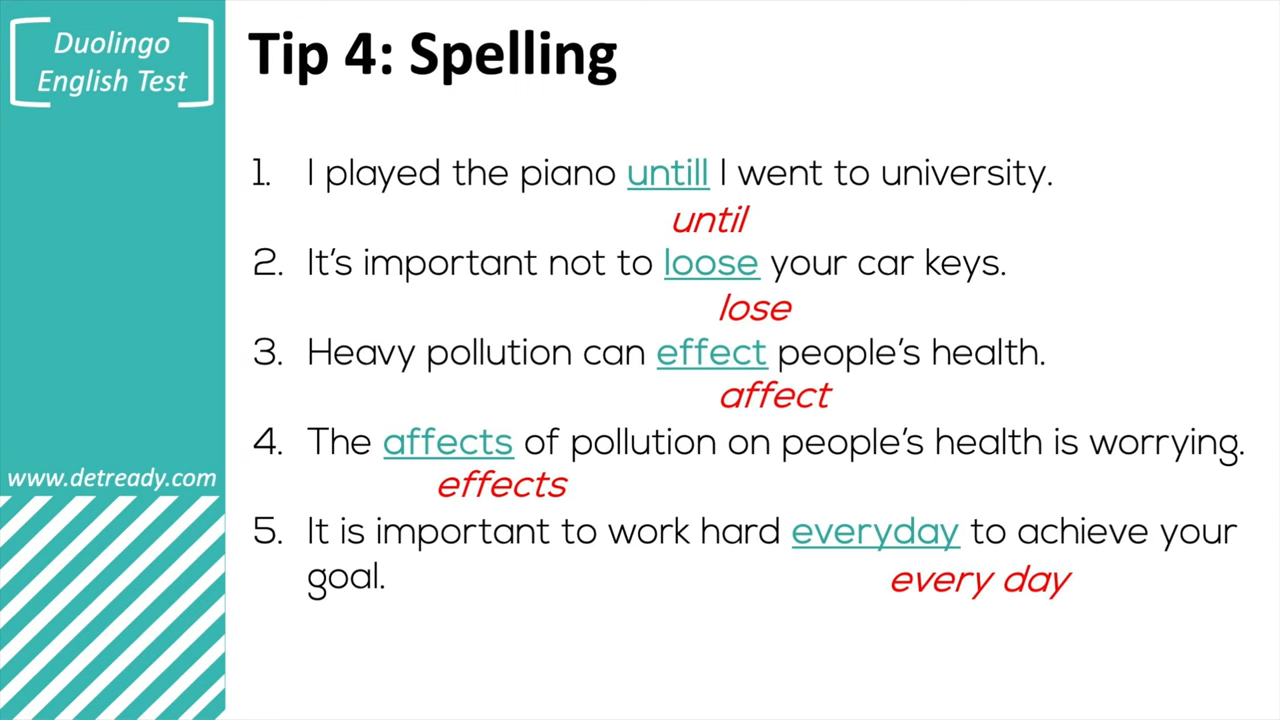 Duolingo
English Test
Tip 4: Spelling
1. I played the piano untill I went to university.
until
2. It's important not to loose your car keys.
lose
3. Heavy pollution can effect people's health.
affect
4. The affects of pollution on people's health is worrying.
effects
5. It is important to work hard everyday to achieve your
goal.
every day
www.detready.com